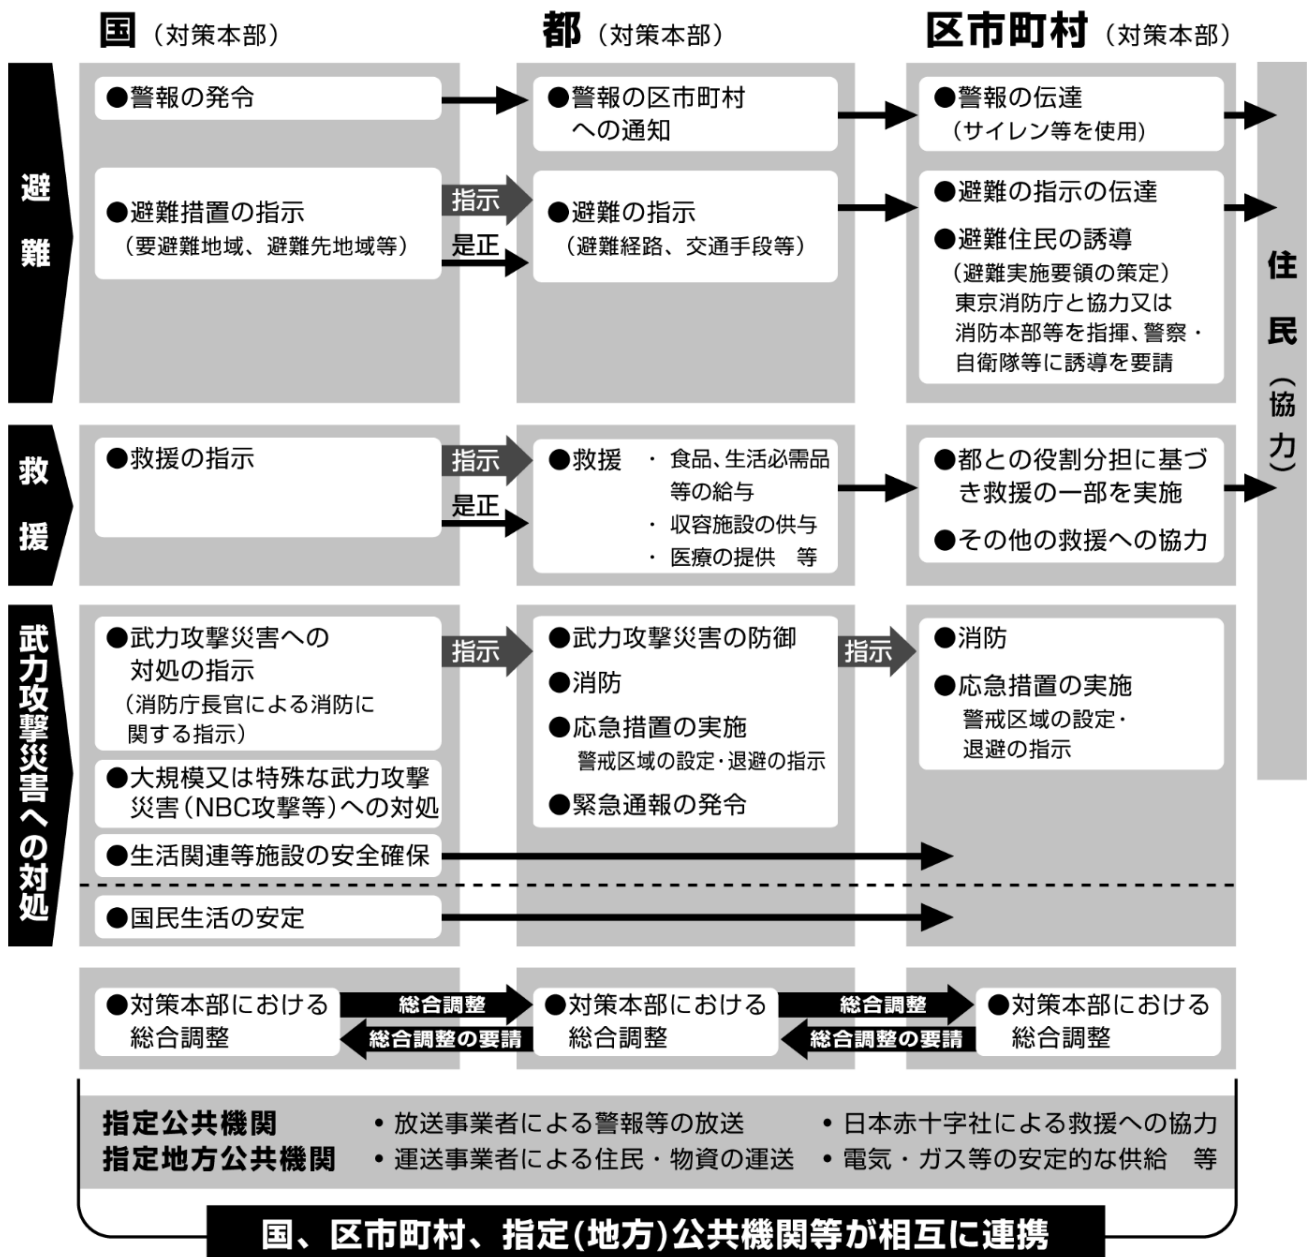 国（対策本部）
都（対策本部）
区市町村（対策本部）
避難
●警報の発令
●警報の区市町村
への通知
●警報の伝達
（サイレン等を使用)
●避難措置の指示
（要避難地域、避難先地域等）
指示
是正
●避難の指示
（避難経路、交通手段等）
●避難の指示の伝達
●避難住民の誘導
（避難実施要領の策定）
東京消防庁と協力又は
消防本部等を指揮、警察・
自衛隊等に誘導を要請
住民（協力）
救援
●救援の指示
指示
是正
●救援
・ 食品、生活必需品
等の給与
・ 収容施設の供与
・ 医療の提供　等
●都との役割分担に基づ
き救援の一部を実施
●その他の救援への協力
武力攻撃災害への対処
●武力攻撃災害への
対処の指示
（消防庁長官による消防に
関する指示）
指示
●武力攻撃災害の防御
●消防
●応急措置の実施
警戒区域の設定・退避の指示
●緊急通報の発令
指示
●消防
●応急措置の実施
警戒区域の設定・
退避の指示
●大規模又は特殊な武力攻撃
災害（NBC攻撃等）への対処
●生活関連等施設の安全確保
●国民生活の安定
●対策本部における
総合調整
総合調整
総合調整の要請
●対策本部における
総合調整
総合調整
総合調整の要請
●対策本部における
総合調整
指定公共機関
指定地方公共機関
• 放送事業者による警報等の放送
• 日本赤十字社による救援への協力
• 運送事業者による住民・物資の運送
• 電気・ガス等の安定的な供給　等
国、区市町村、指定(地方)公共機関等が相互に連携